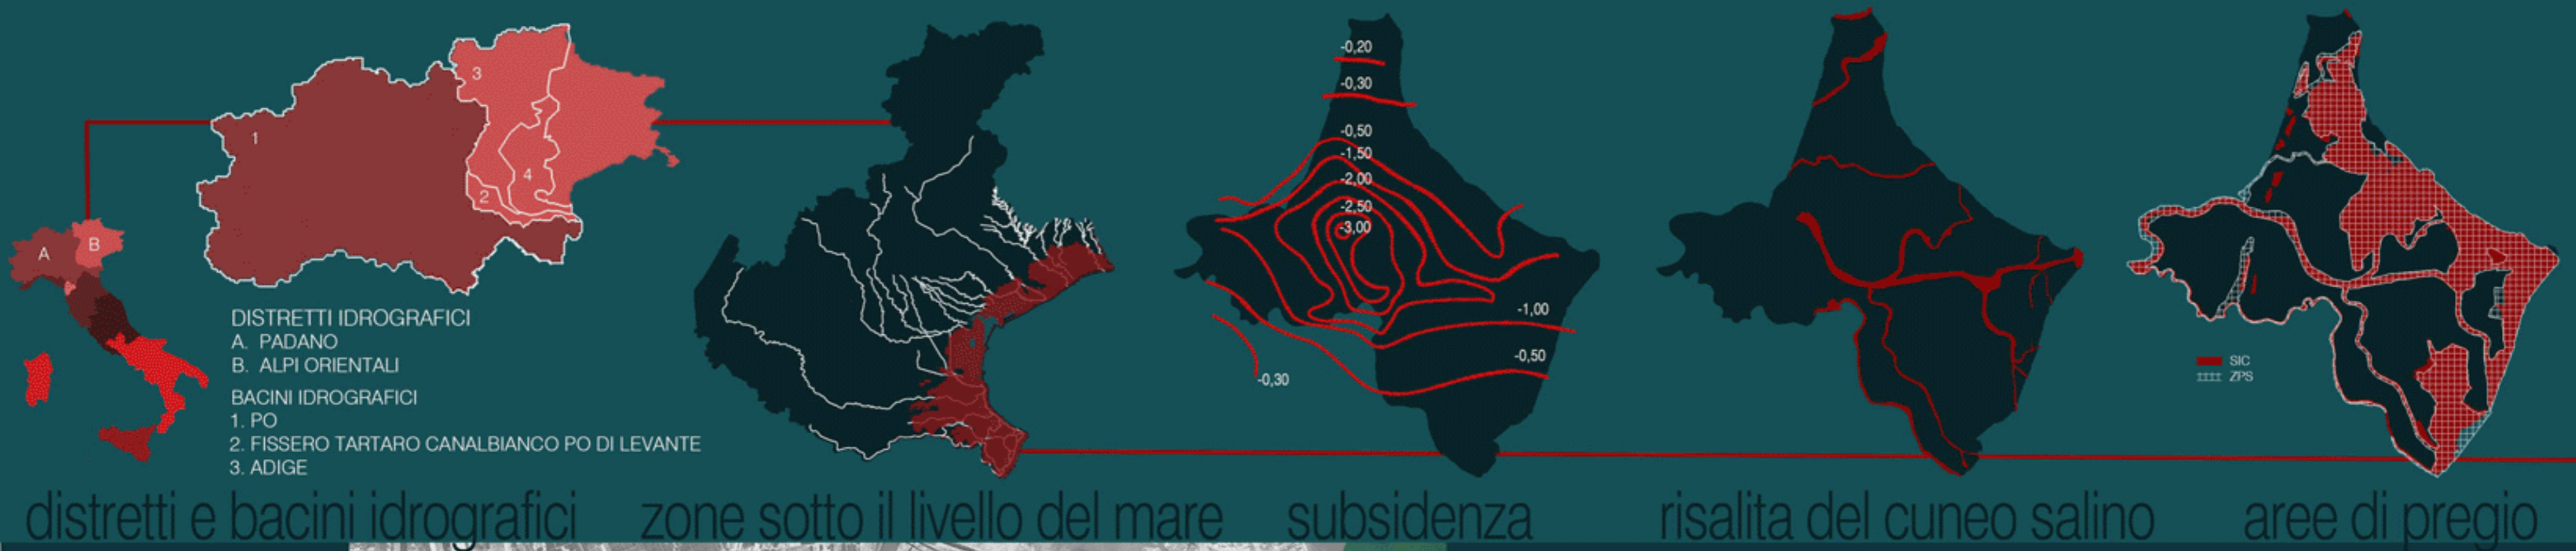 A
B
1
2
3
4
DISTRETTI IDROGRAFICI
A. PADANO
B. ALPI ORIENTALI
BACINI IDROGRAFICI
1. PO
2. FISSERO TARTARO CANALBIANCO PO DI LEVANTE
3. ADIGE
distretti e bacini idrografici
zone sotto il livello del mare
-0,20
-0,30
-0,50
-1,50
-2,00
-2,50
-3,00
-1,00
-0,50
-0,30
subsidenza
risalita del cuneo salino
SIC
ZPS
aree di pregio